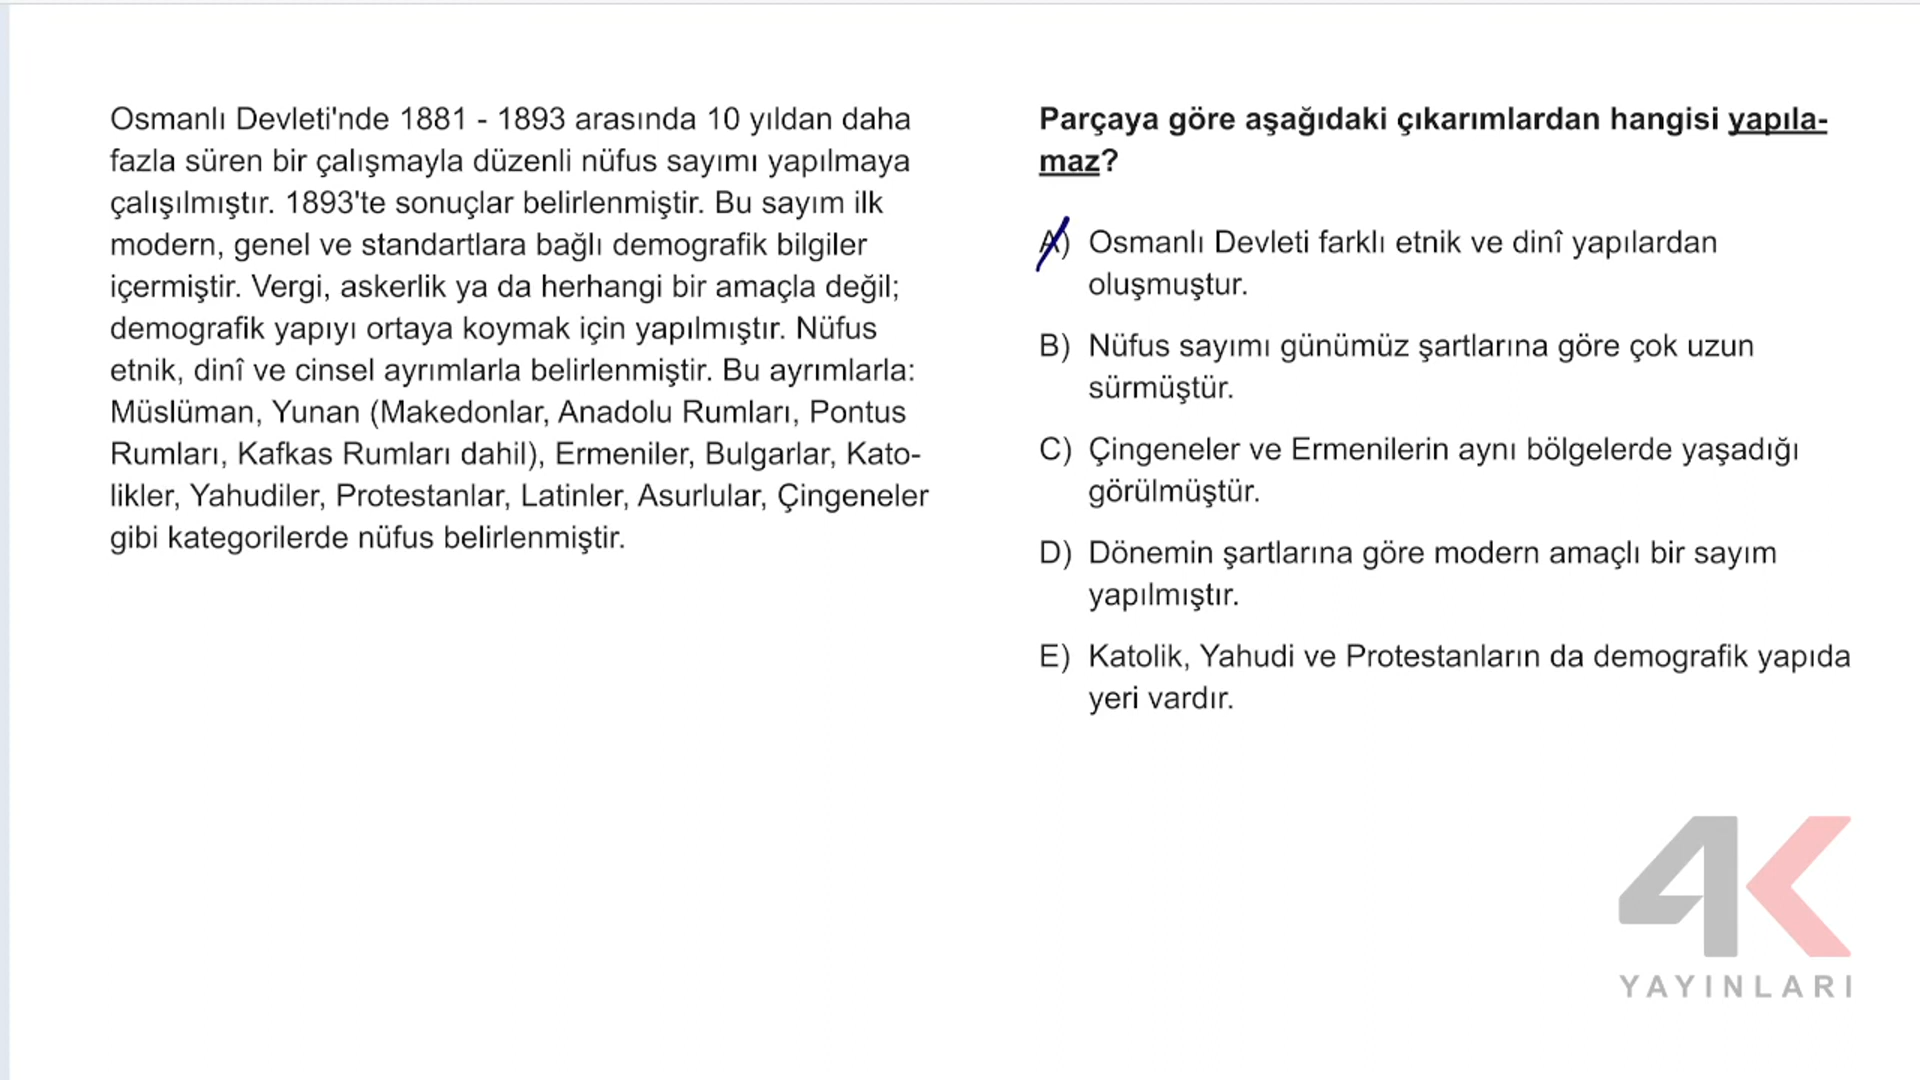 Osmanlı Devleti'nde 1881 - 1893 arasında 10 yıldan daha
fazla süren bir çalışmayla düzenli nüfus sayımı yapılmaya
çalışılmıştır. 1893'te sonuçlar belirlenmiştir. Bu sayım ilk
modern, genel ve standartlara bağlı demografik bilgiler
içermiştir. Vergi, askerlik ya da herhangi bir amaçla değil;
demografik yapıyı ortaya koymak için yapılmıştır. Nüfus
etnik, dinî ve cinsel ayrımlarla belirlenmiştir. Bu ayrımlarla:
Müslüman, Yunan (Makedonlar, Anadolu Rumları, Pontus
Rumları, Kafkas Rumları dahil), Ermeniler, Bulgarlar, Kato-
likler, Yahudiler, Protestanlar, Latinler, Asurlular, Çingeneler
gibi kategorilerde nüfus belirlenmiştir.
Parçaya göre aşağıdaki çıkarımlardan hangisi yapıla-
maz?
A) Osmanlı Devleti farklı etnik ve dinî yapılardan
oluşmuştur.
B) Nüfus sayımı günümüz şartlarına göre çok uzun
sürmüştür.
C) Çingeneler ve Ermenilerin aynı bölgelerde yaşadığı
görülmüştür.
D) Dönemin şartlarına göre modern amaçlı bir sayım
yapılmıştır.
E) Katolik, Yahudi ve Protestanların da demografik yapıda
yeri vardır.
4K
YAYINLARI